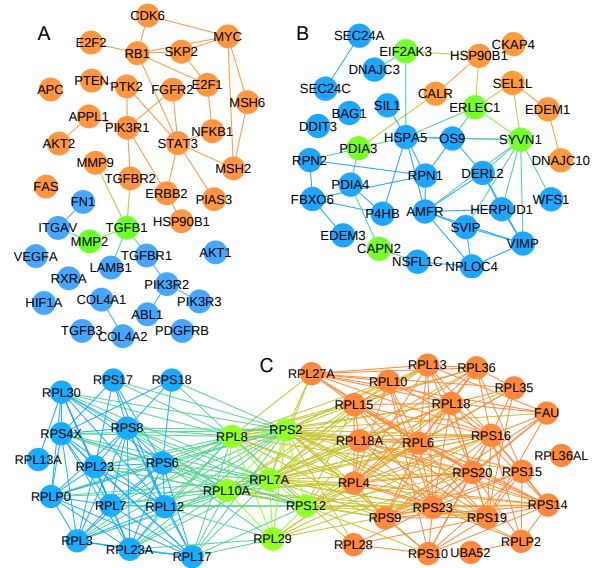 A
CDK6
E2F2
RB1
SKP2
MYC
APC
PTEN
PTK2
FGFR2
E2F1
MSH6
APPL1
PIK3R1
NFKB1
AKT2
STAT3
MMP9
MSH2
FAS
TGFBR2
ERBB2
PIAS3
FN1
HSP90B1
ITGAV
MMP2
TGFB1
VEGFA
LAMB1
TGFBR1
AKT1
RXRA
PIK3R2
HIF1A
COL4A1
PIK3R3
ABL1
TGFB3
COL4A2
PDGFRB
B
SEC24A
EIF2AK3
CKAP4
HSP90B1
DNAJC3
SEC24C
CALR
SEL1L
BAG1
SIL1
ERLEC1
EDEM1
DDIT3
HSPA5
OS9
SYVN1
PDIA3
RPN2
DNAJC10
PDIA4
RPN1
DERL2
FBXO6
WFS1
P4HB
AMFR
HERPUD1
EDEM3
SVIP
CAPN2
VIMP
NSFL1C
NPLOC4
C
RPL30
RPS17
RPS18
RPL27A
RPL10
RPL13
RPL36
RPL35
RPS4X
RPS8
RPL8
RPS2
RPL15
RPL18
FAU
RPL13A
RPL23
RPS6
RPL18A
RPL6
RPS16
RPL36AL
RPLP0
RPL7
RPL12
RPL10A
RPL7A
RPL4
RPS20
RPS15
RPS12
RPS9
RPS23
RPS19
RPS14
RPL3
RPL23A
RPL17
RPL29
RPL28
RPS10
UBA52
RPLP2